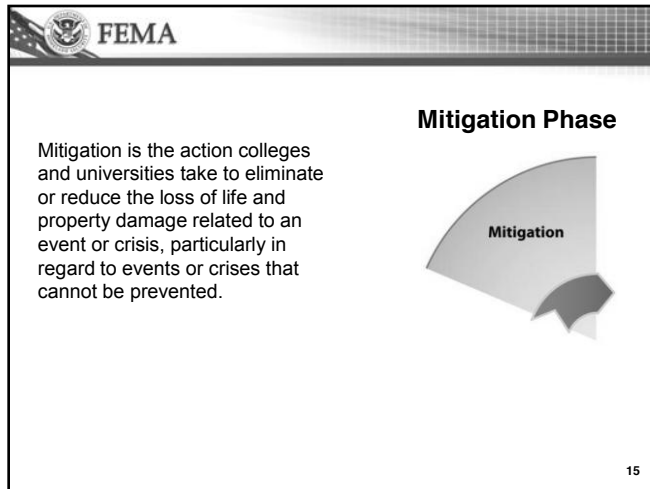 FEMA
Mitigation Phase
Mitigation is the action colleges
and universities take to eliminate
or reduce the loss of life and
property damage related to an
event or crisis, particularly in
regard to events or crises that
cannot be prevented.
Mitigation
15